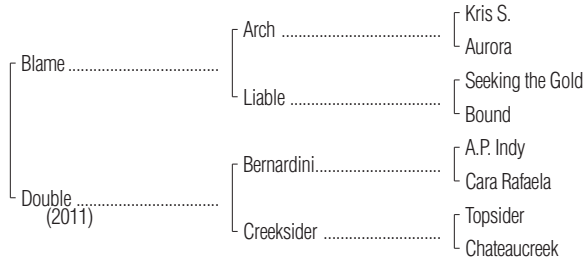 Kris S.
Arch ........................................
Aurora
Blame ......................................
Seeking the Gold
Liable ......................................
Bound
A.P. Indy
Bernardini................................
Cara Rafaela
Double ....................................
(2011)
Topsider
Creeksider ...............................
Chateaucreek